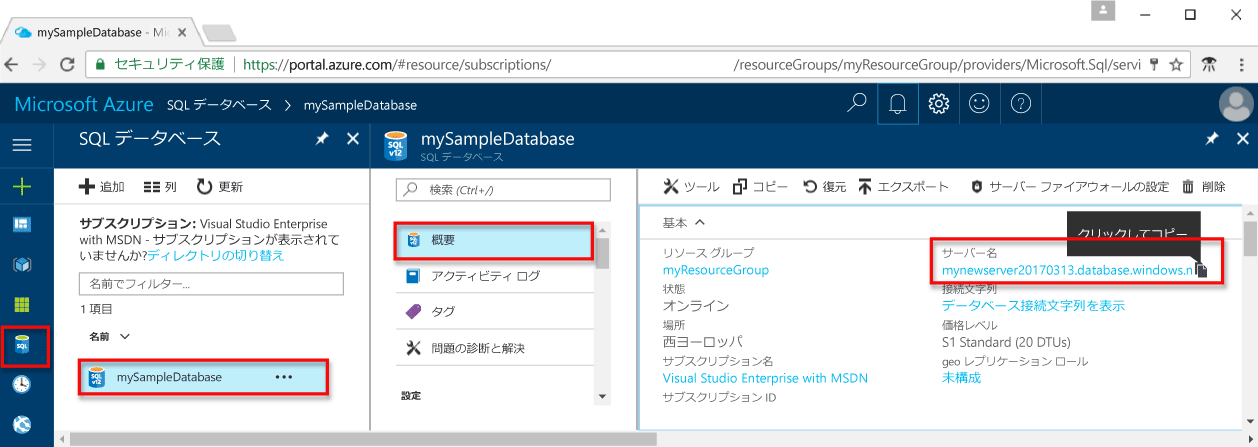 mySampleDatabase - Mic
セキュリティ保護 https://portal.azure.com/#resource/subscriptions/ /resourceGroups/myResourceGroup/providers/Microsoft.Sql/servi
Microsoft Azure SQL データベース > mySampleDatabase
SQL データベース
mySampleDatabase
SQL データベース
追加 列 更新
サブスクリプション: Visual Studio Enterprise
with MSDN - サブスクリプションが表示されて
いませんか?ディレクトリの切り替え
名前でフィルター...
1 項目
名前
SQL v12 mySampleDatabase ...
検索 (Ctrl+/)
概要
アクティビティ ログ
タグ
問題の診断と解決
設定
ツール コピー 復元 エクスポート サーバー ファイアウォールの設定 削除
基本
クリックしてコピー
リソース グループ
myResourceGroup
状態
オンライン
場所
西ヨーロッパ
サブスクリプション名
Visual Studio Enterprise with MSDN
サブスクリプション ID
サーバー名
mynewserver20170313.database.windows.n
接続文字列
データベース接続文字列を表示
価格レベル
S1 Standard (20 DTUs)
geo レプリケーション ロール
未構成